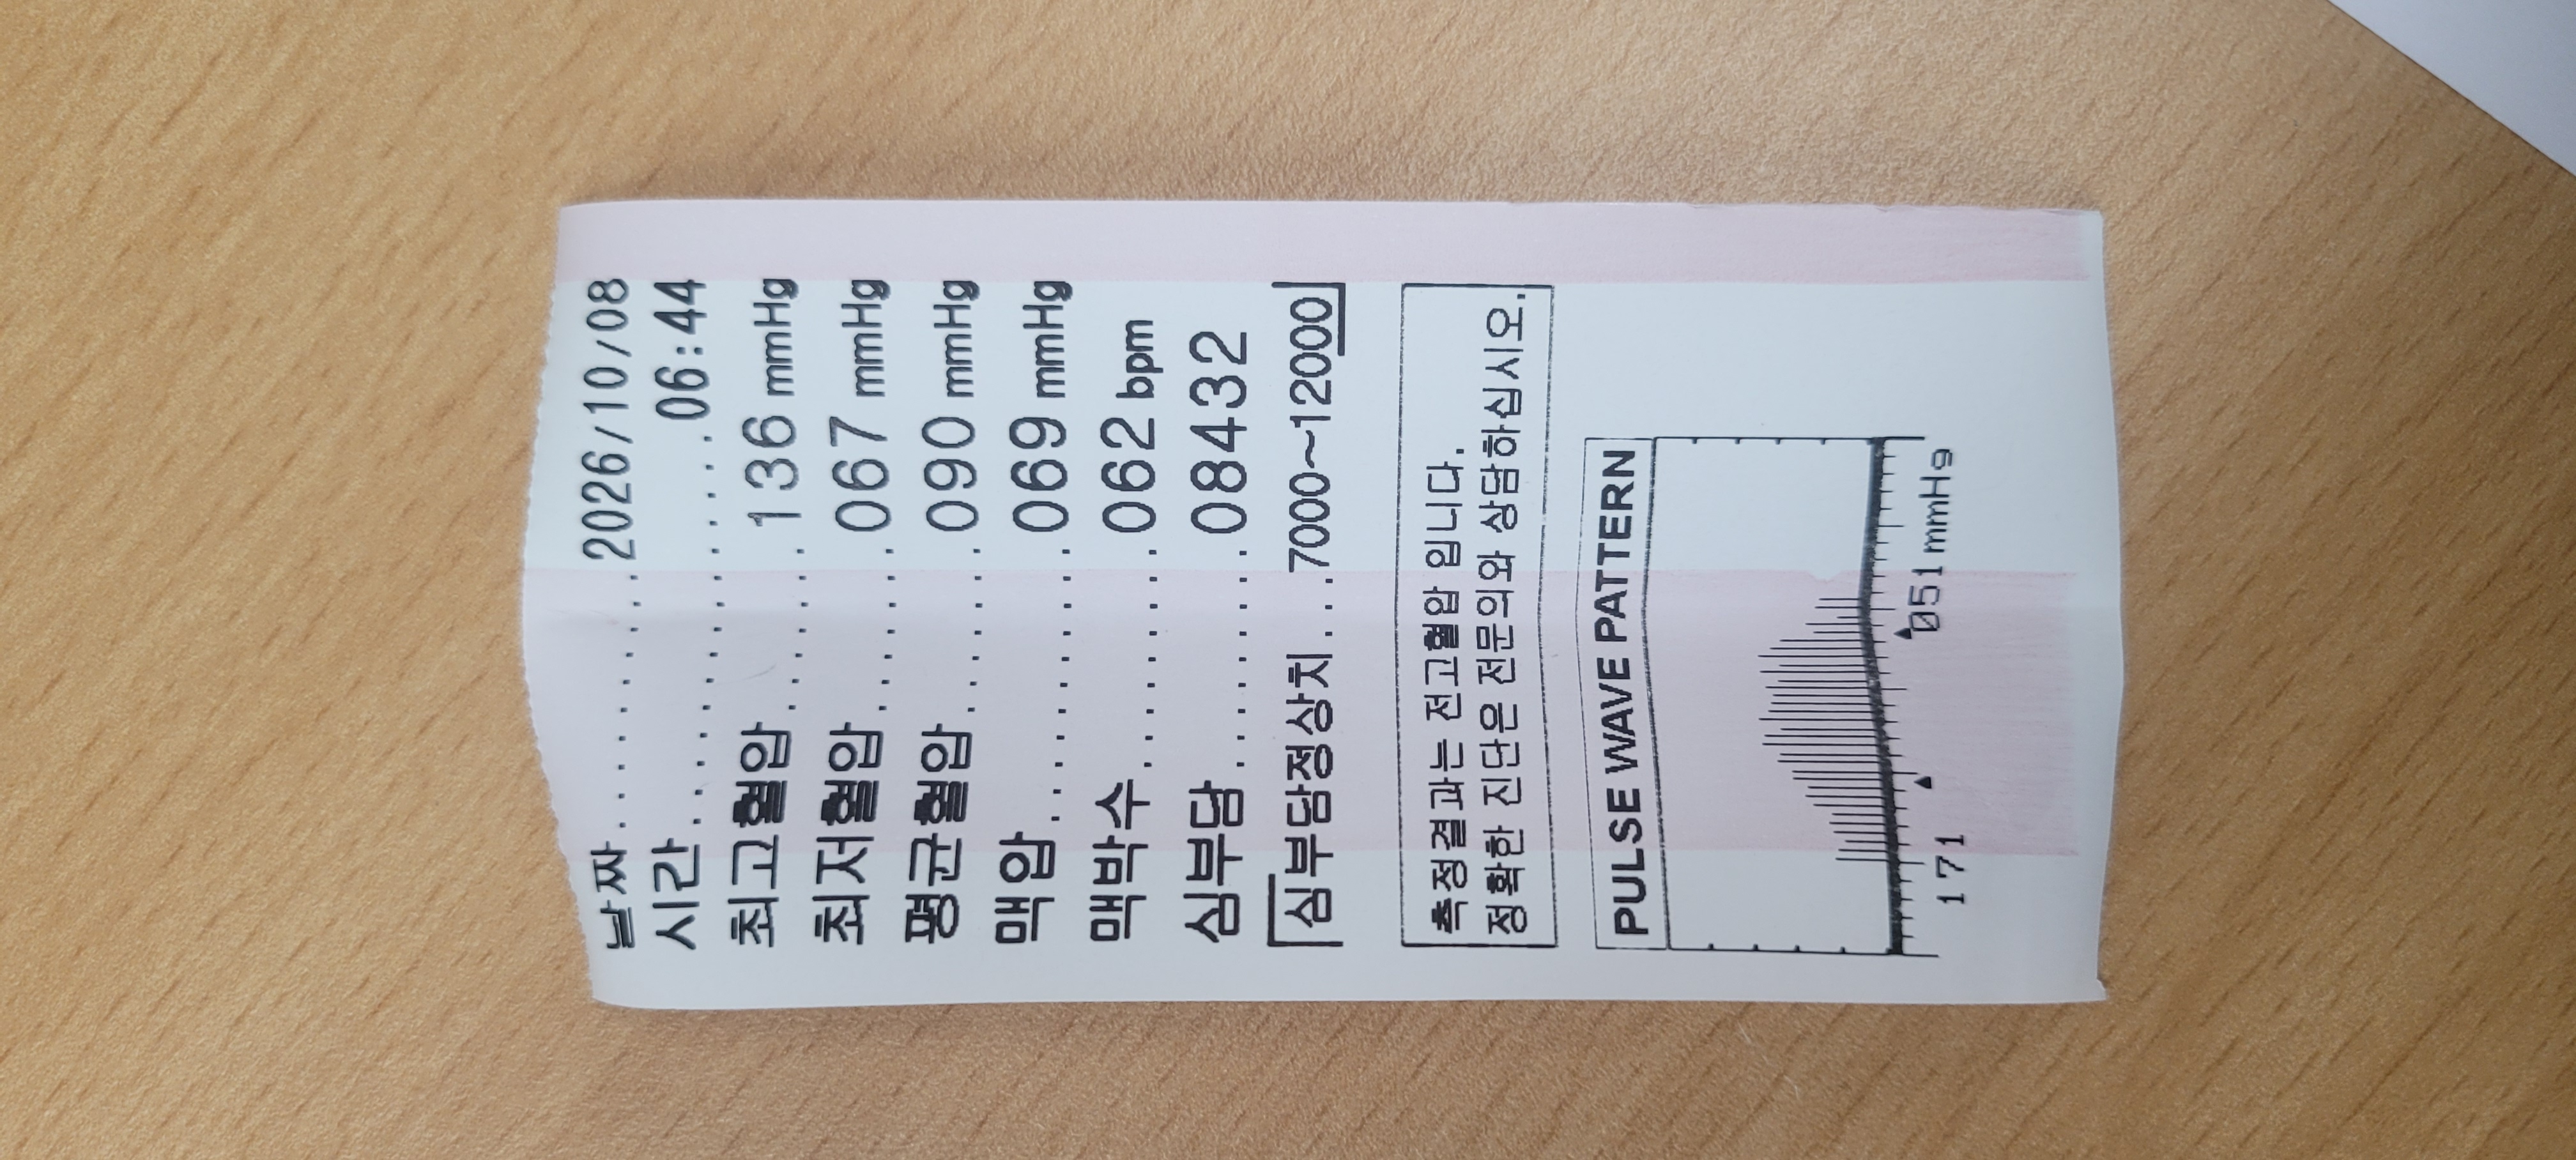 날짜..............2026/10/08
시간..................06:44
최고혈압.........136 mmHg
최저혈압.........067 mmHg
평균혈압.........090 mmHg
맥압..............069 mmHg
맥박수............062 bpm
심부담............08432
심부담정상치...7000~12000
측정결과는 전고혈압 입니다.
정확한 진단은 전문의와 상담하십시오.
PULSE WAVE PATTERN
171 051mmHg